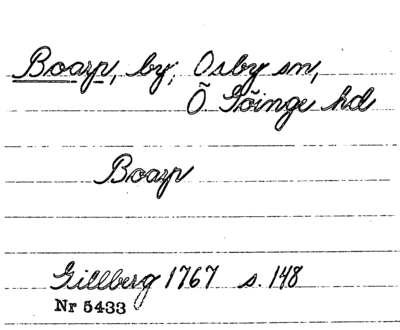 Boarp, by; Osby sn,
Ö Göinge hd
Boarp
Gillberg 1767 s. 148
Nr 5433